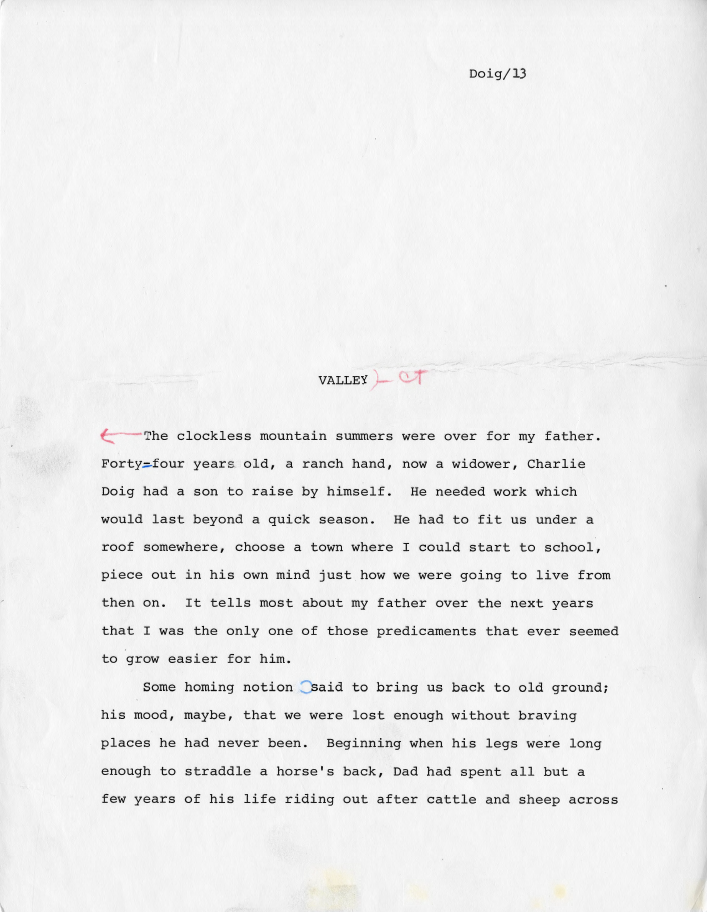 Doig/13
VALLEY CT
The clockless mountain summers were over for my father.
Forty-four years old, a ranch hand, now a widower, Charlie
Doig had a son to raise by himself.  He needed work which
would last beyond a quick season.  He had to fit us under a
roof somewhere, choose a town where I could start to school,
piece out in his own mind just how we were going to live from
then on.  It tells most about my father over the next years
that I was the only one of those predicaments that ever seemed
to grow easier for him.
Some homing notion said to bring us back to old ground;
his mood, maybe, that we were lost enough without braving
places he had never been.  Beginning when his legs were long
enough to straddle a horse's back, Dad had spent all but a
few years of his life riding out after cattle and sheep across